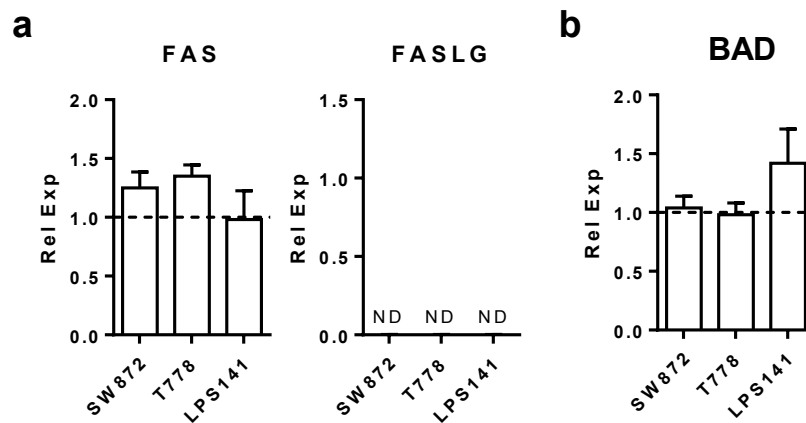 a
FAS
Rel Exp
2.0
1.5
1.0
0.5
0.0
SW872
T778
LPS141
FASLG
Rel Exp
1.5
1.0
0.5
0.0
ND ND ND
SW872
T778
LPS141
b
BAD
Rel Exp
2.0
1.5
1.0
0.5
0.0
SW872
T778
LPS141